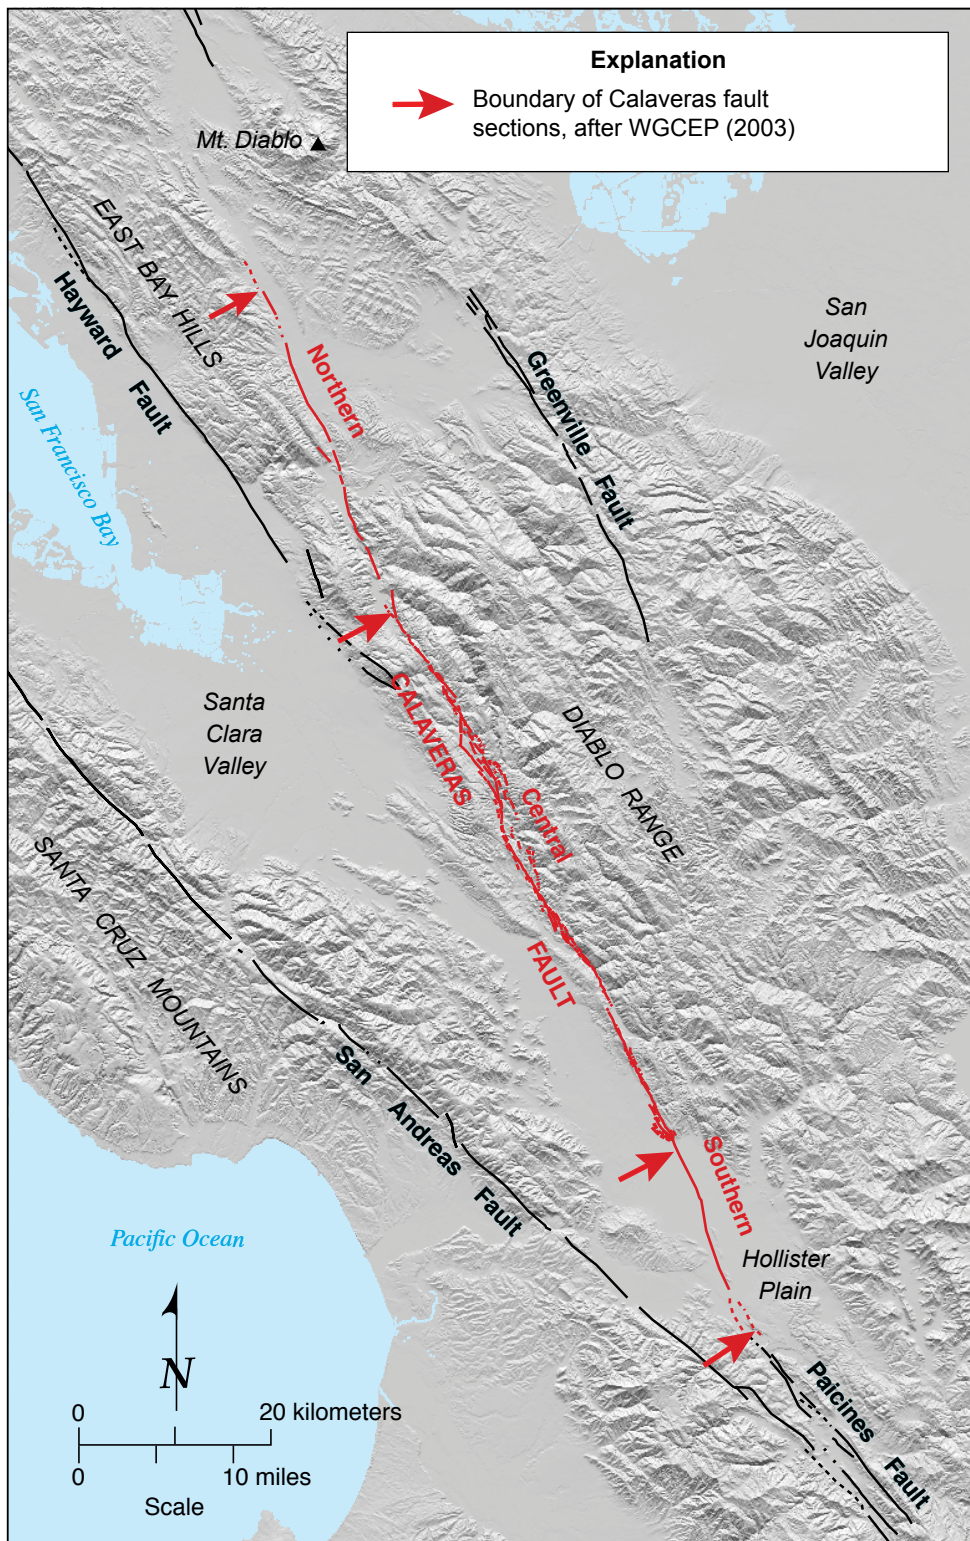 Explanation
Boundary of Calaveras fault
sections, after WGCEP (2003)
Mt. Diablo
EAST BAY HILLS
Hayward Fault
San Francisco Bay
Northern
Greenville Fault
San
Joaquin
Valley
Santa
Clara
Valley
CALAVERAS FAULT
Central
DIABLO RANGE
SANTA CRUZ MOUNTAINS
San Andreas Fault
Southern
Pacific Ocean
Hollister
Plain
Paicines Fault
N
0 20 kilometers
0 10 miles
Scale